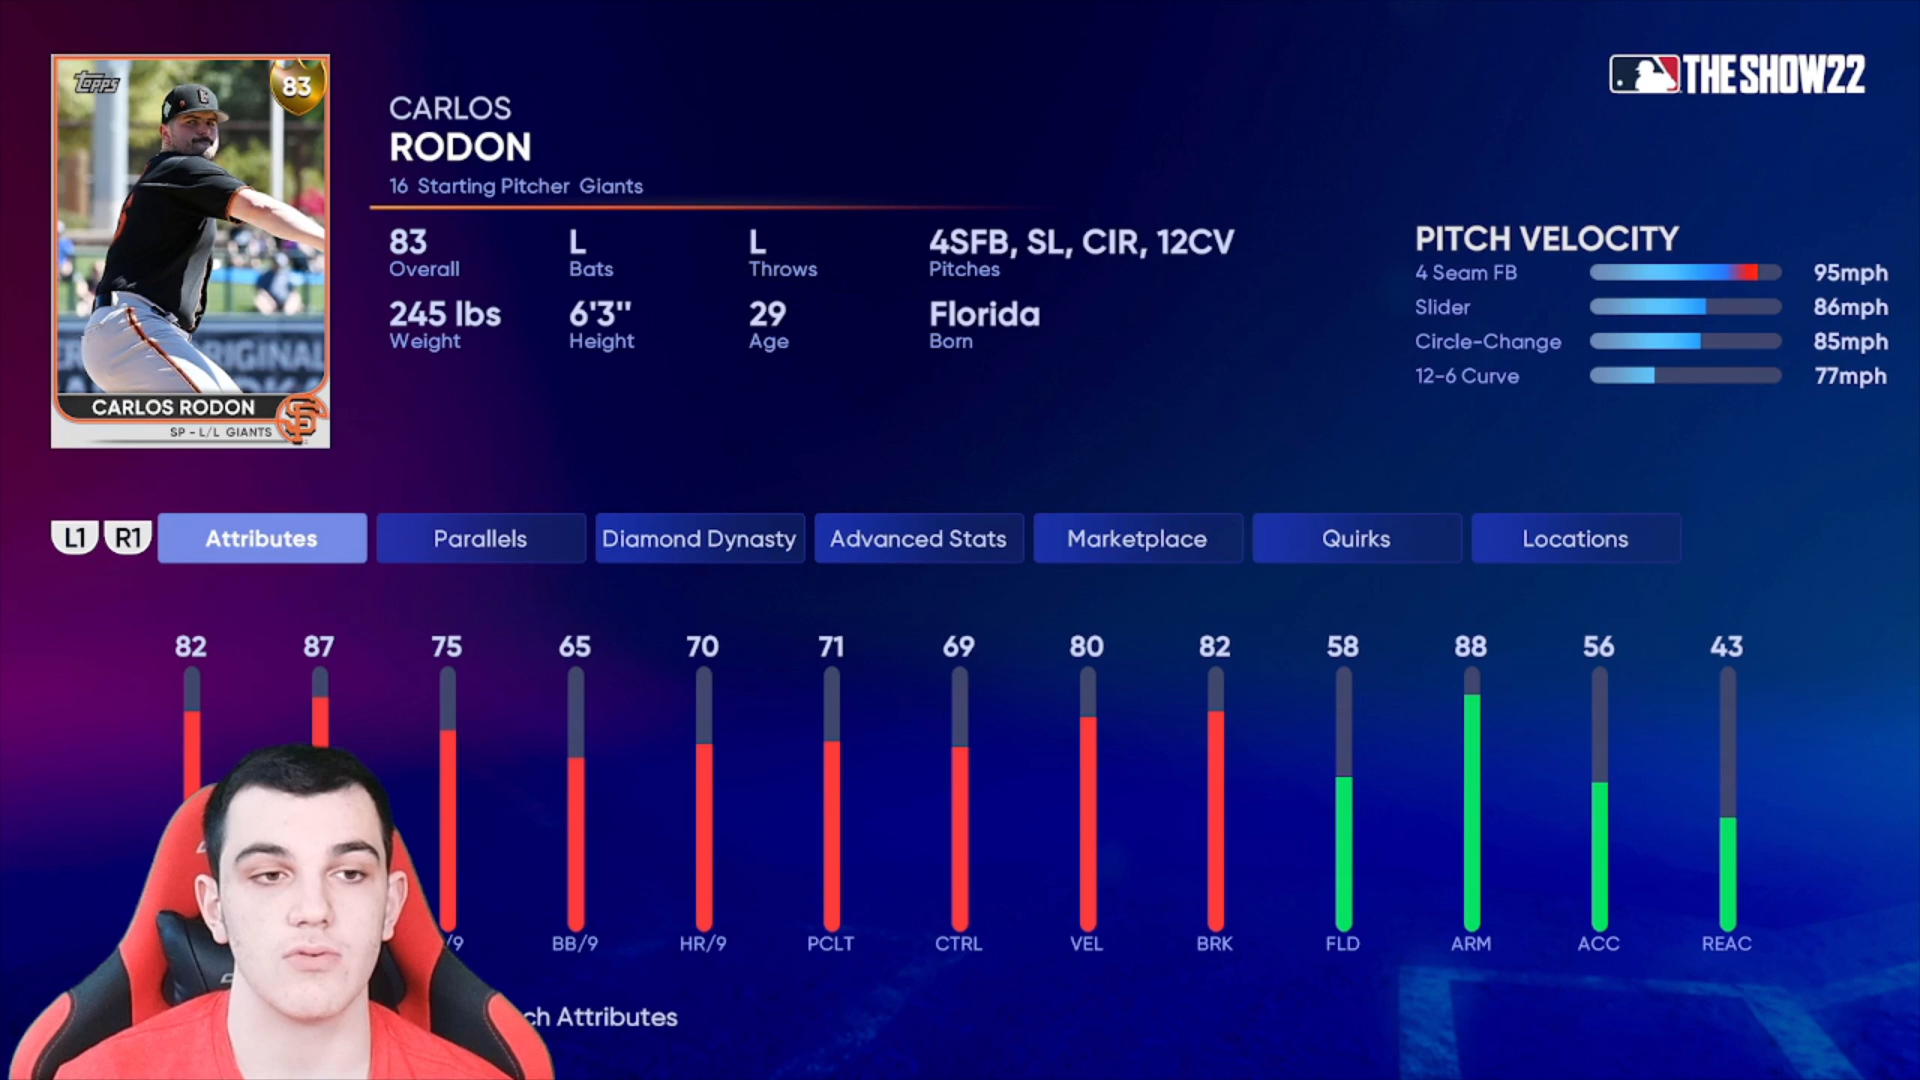 Topps
83
CARLOS RODON
SP - L/L GIANTS
CARLOS
RODON
16 Starting Pitcher Giants
83
Overall
L
Bats
L
Throws
4SFB, SL, CIR, 12CV
Pitches
245 lbs
Weight
6'3"
Height
29
Age
Florida
Born
THE SHOW 22
PITCH VELOCITY
4 Seam FB 95mph
Slider 86mph
Circle-Change 85mph
12-6 Curve 77mph
L1 R1 Attributes Parallels Diamond Dynasty Advanced Stats Marketplace Quirks Locations
82 87 75 65 70 71 69 80 82 58 88 56 43
/9 BB/9 HR/9 PCLT CTRL VEL BRK FLD ARM ACC REAC
ch Attributes